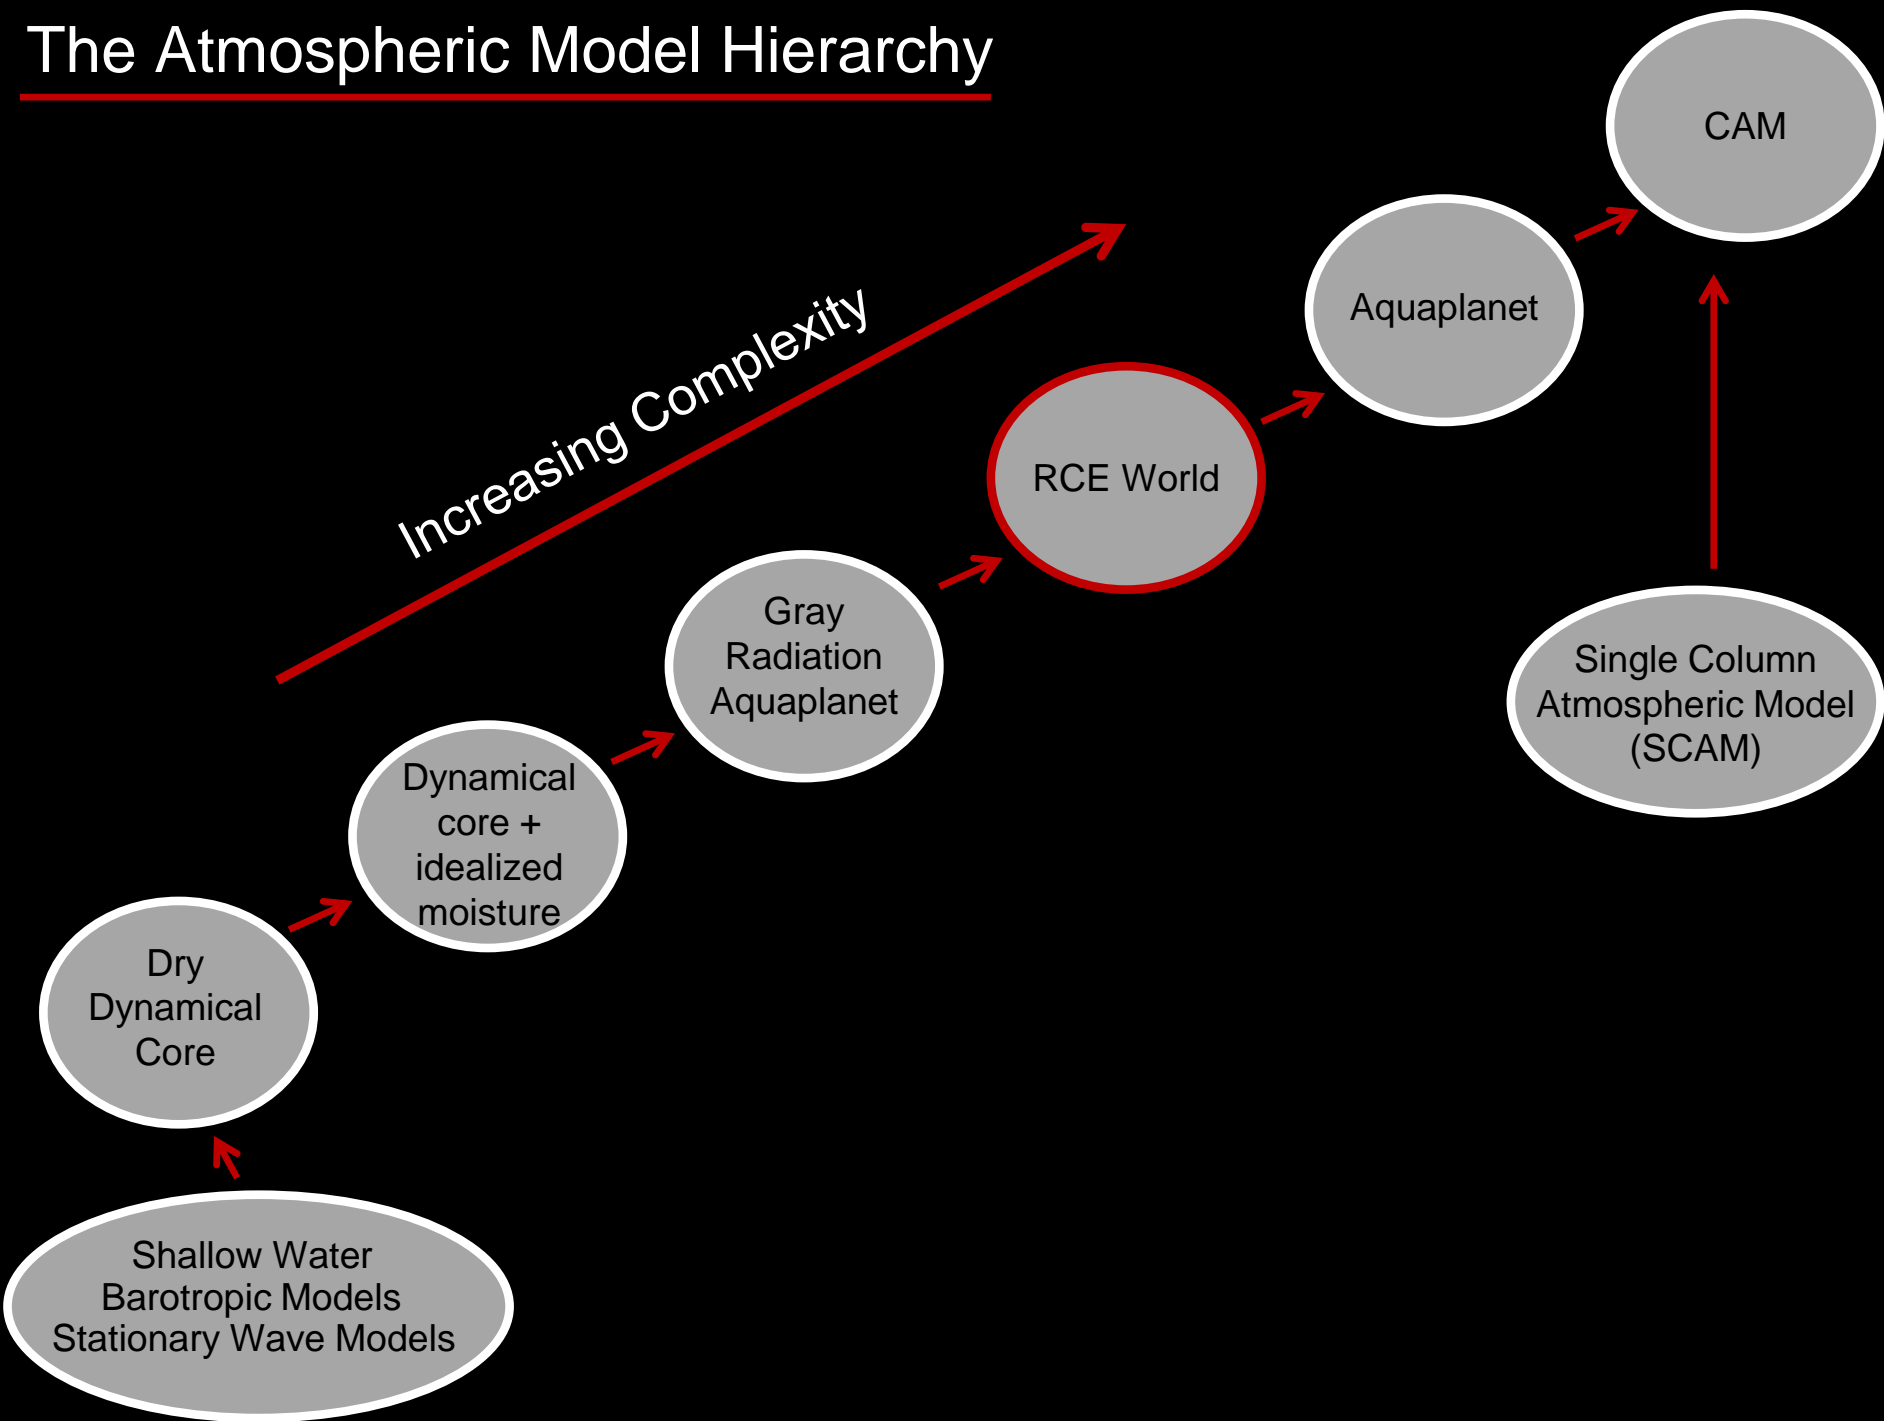 The Atmospheric Model Hierarchy
CAM
Aquaplanet
Increasing Complexity
RCE World
Gray
Radiation
Aquaplanet
Single Column
Atmospheric Model
(SCAM)
Dynamical
core +
idealized
moisture
Dry
Dynamical
Core
Shallow Water
Barotropic Models
Stationary Wave Models